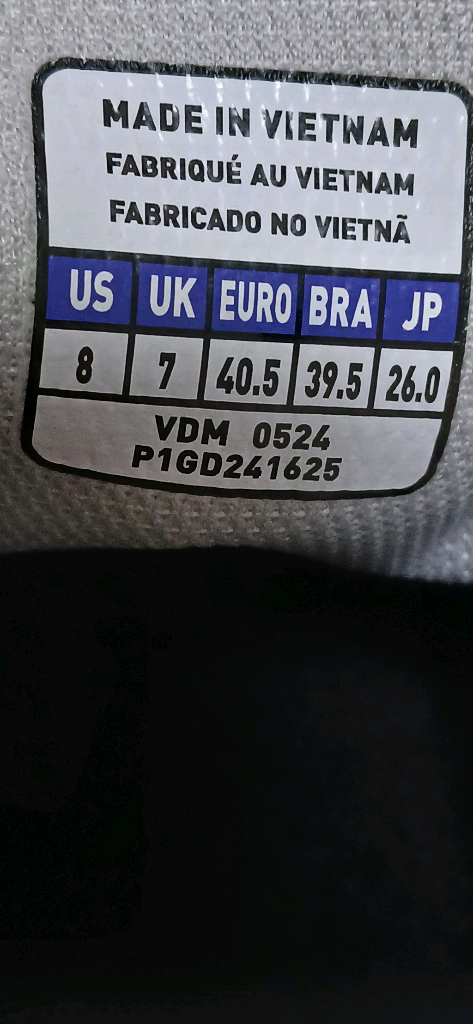 MADE IN VIETNAM
FABRIQUÉ AU VIETNAM
FABRICADO NO VIETNÃ
US UK EURO BRA JP
8 7 40.5 39.5 26.0
VDM 0524
P1GD241625